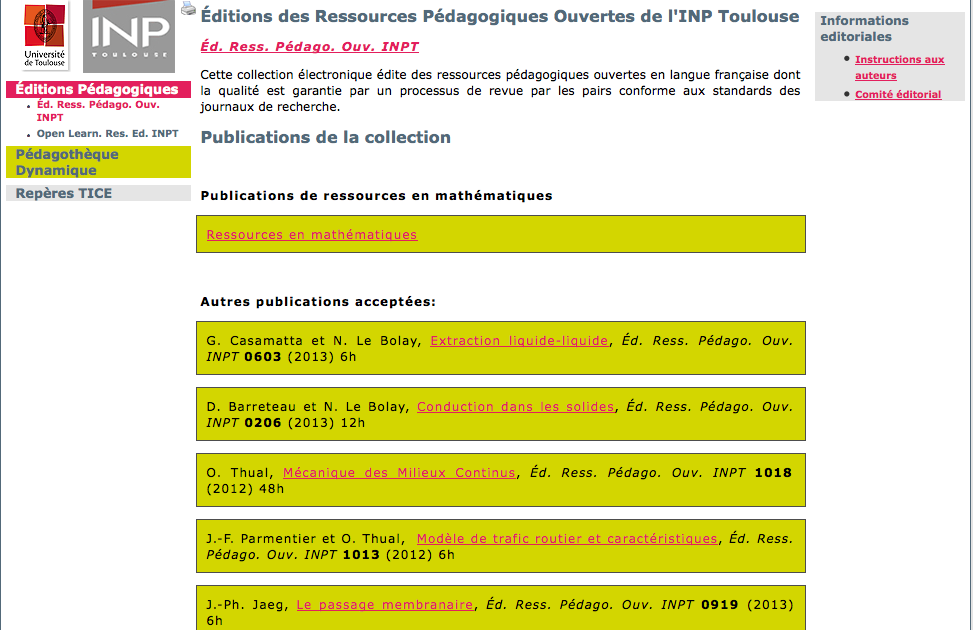 Université
de Toulouse
INP
TOULOUSE
Éditions Pédagogiques
Éd. Ress. Pédago. Ouv.
INPT
Open Learn. Res. Ed. INPT
Pédagothèque
Dynamique
Repères TICE
Éditions des Ressources Pédagogiques Ouvertes de l'INP Toulouse
Éd. Ress. Pédago. Ouv. INPT
Cette collection électronique édite des ressources pédagogiques ouvertes en langue française dont
la qualité est garantie par un processus de revue par les pairs conforme aux standards des
journaux de recherche.
Publications de la collection
Publications de ressources en mathématiques
Ressources en mathématiques
Autres publications acceptées:
G. Casamatta et N. Le Bolay, Extraction liquide-liquide, Éd. Ress. Pédago. Ouv.
INPT 0603 (2013) 6h
D. Barreteau et N. Le Bolay, Conduction dans les solides, Éd. Ress. Pédago. Ouv.
INPT 0206 (2013) 12h
O. Thual, Mécanique des Milieux Continus, Éd. Ress. Pédago. Ouv. INPT 1018
(2012) 48h
J.-F. Parmentier et O. Thual, Modèle de trafic routier et caractéristiques, Éd. Ress.
Pédago. Ouv. INPT 1013 (2012) 6h
J.-Ph. Jaeg, Le passage membranaire, Éd. Ress. Pédago. Ouv. INPT 0919 (2013)
6h
Informations
editoriales
Instructions aux
auteurs
Comité éditorial